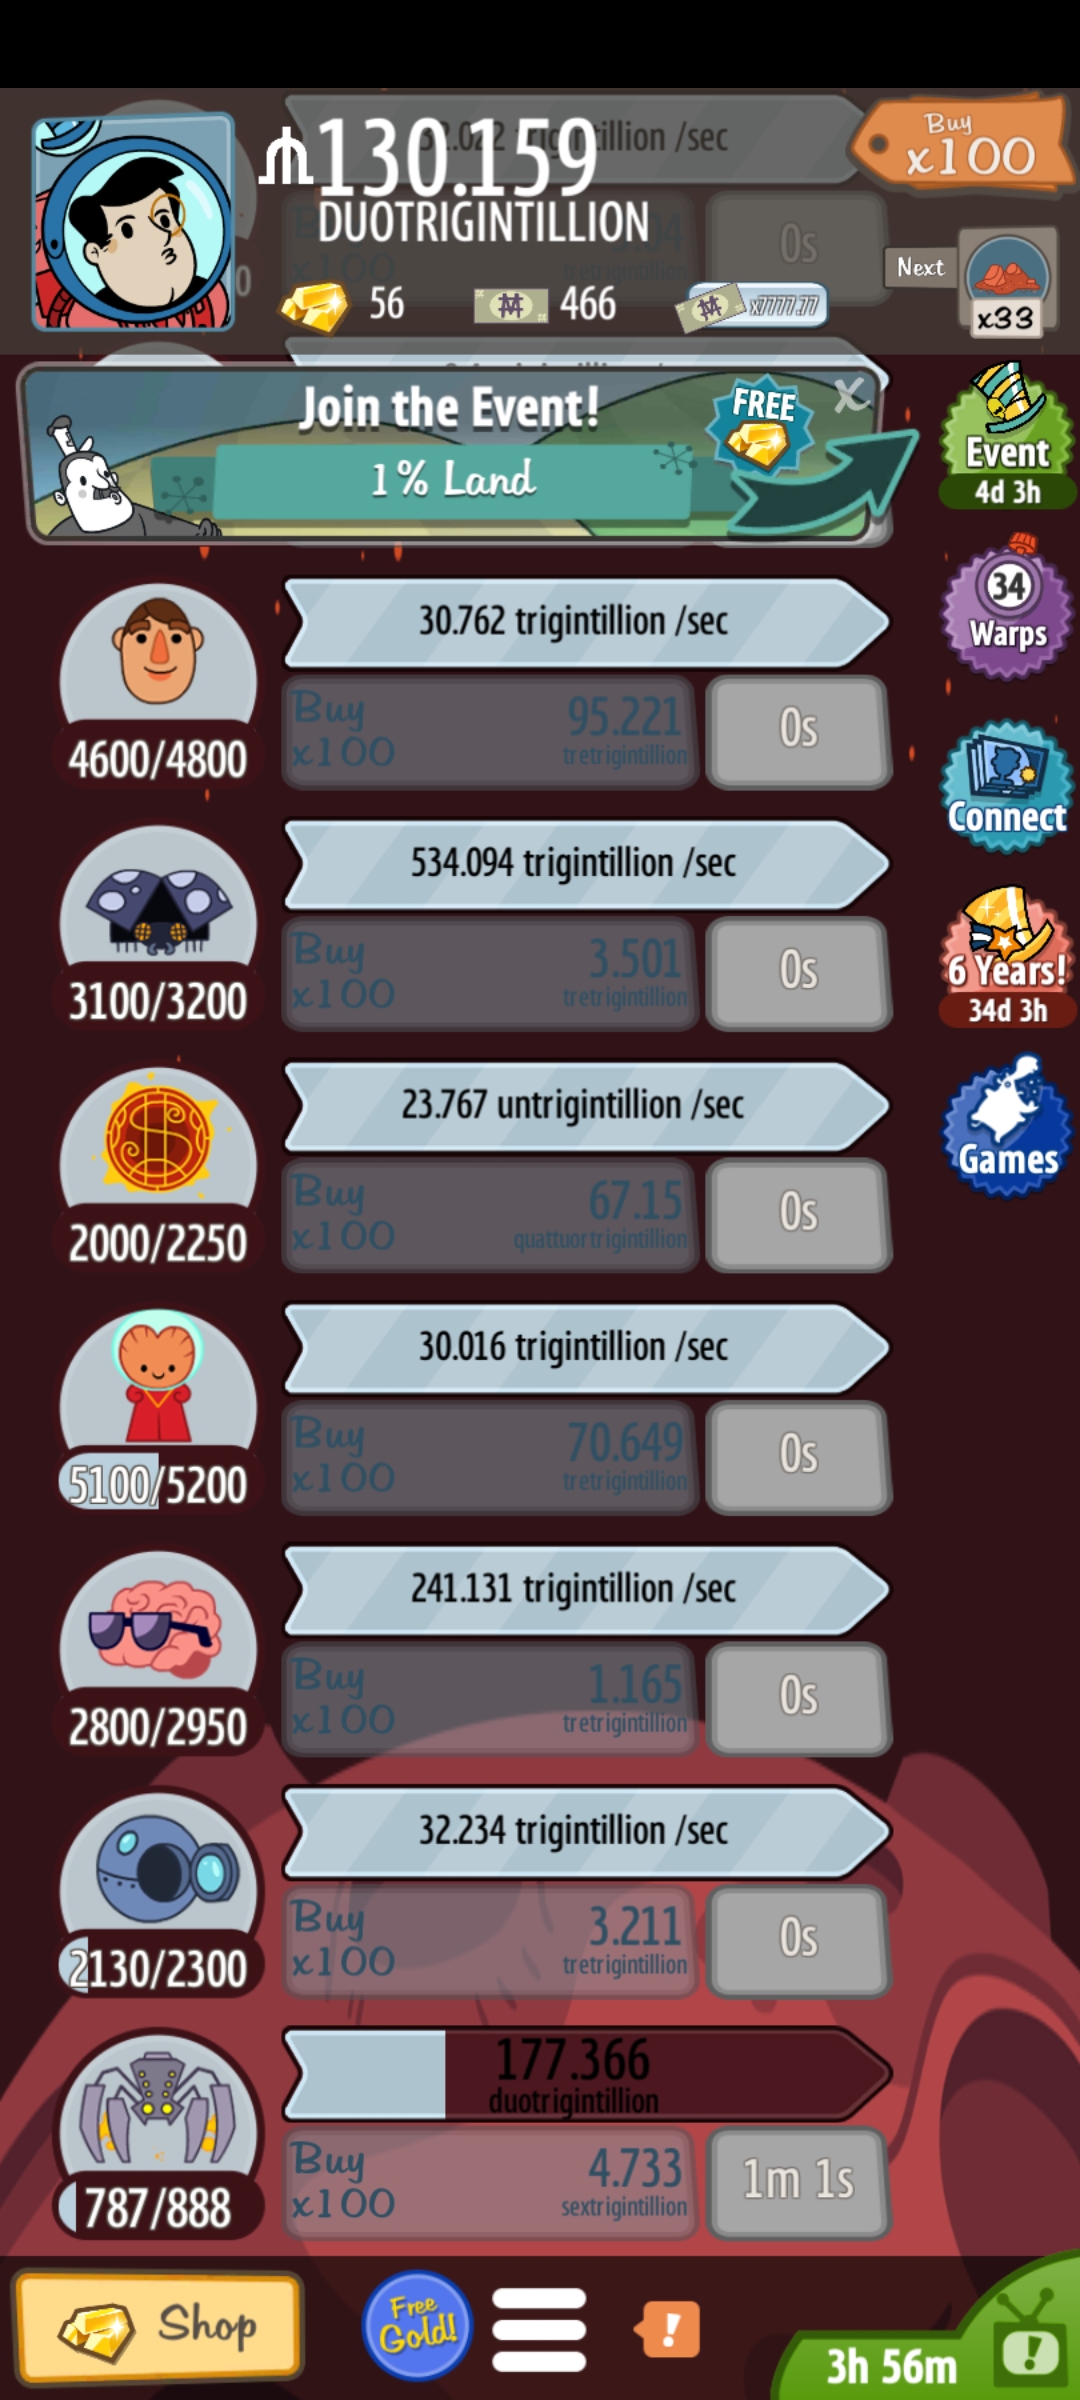 130.159
DUOTRIGINTILLION
Buy
x100
56
466
x7777.77
Next
x33
0s
Join the Event!
1% Land
FREE
X
Event
4d 3h
34
Warps
Connect
6 Years!
34d 3h
Games
30.762 trigintillion /sec
Buy
x100
95.221
tretrigintillion
0s
4600/4800
534.094 trigintillion /sec
Buy
x100
3.501
tretrigintillion
0s
3100/3200
23.767 untrigintillion /sec
Buy
x100
67.15
quattuortrigintillion
0s
2000/2250
30.016 trigintillion /sec
Buy
x100
70.649
tretrigintillion
0s
5100/5200
241.131 trigintillion /sec
Buy
x100
1.165
tretrigintillion
0s
2800/2950
32.234 trigintillion /sec
Buy
x100
3.211
tretrigintillion
0s
2130/2300
177.366
duotrigintillion
Buy
x100
4.733
sextrigintillion
1m 1s
787/888
Shop
Free
Gold!
!
3h 56m
!